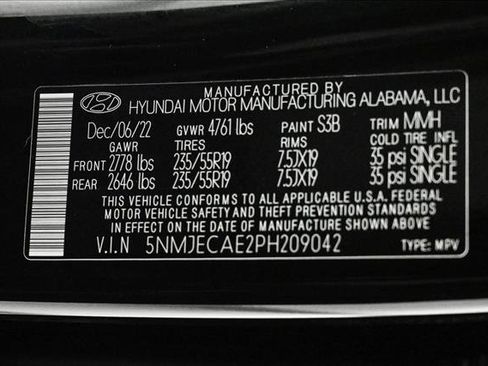 MANUFACTURED BY
HYUNDAI MOTOR MANUFACTURING ALABAMA, LLC
Dec/06/22 GVWR 4761 lbs PAINT S3B TRIM MMH
GAWR TIRES RIMS COLD TIRE INFL
FRONT 2778 lbs 235/55R19 7.5JX19 35 psi SINGLE
REAR 2646 lbs 235/55R19 7.5JX19 35 psi SINGLE
THIS VEHICLE CONFORMS TO ALL APPLICABLE U.S.A. FEDERAL
MOTOR VEHICLE SAFETY AND THEFT PREVENTION STANDARDS IN
EFFECT ON THE DATE OF MANUFACTURE SHOWN ABOVE.
V.I.N 5NMJECAE2PH209042 TYPE: MPV